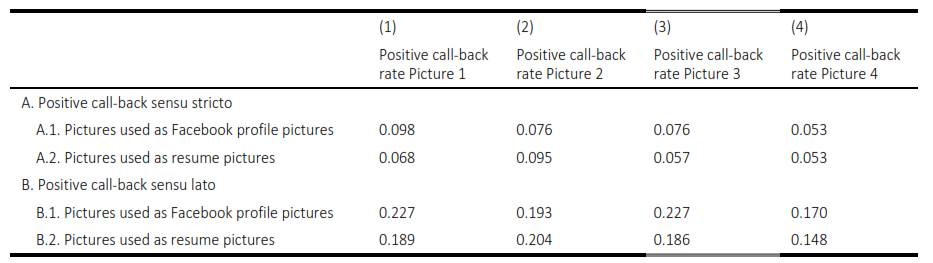 (1) (2) (3) (4)
Positive call-back Positive call-back Positive call-back Positive call-back
rate Picture 1 rate Picture 2 rate Picture 3 rate Picture 4
A. Positive call-back sensu stricto
A.1. Pictures used as Facebook profile pictures 0.098 0.076 0.076 0.053
A.2. Pictures used as resume pictures 0.068 0.095 0.057 0.053
B. Positive call-back sensu lato
B.1. Pictures used as Facebook profile pictures 0.227 0.193 0.227 0.170
B.2. Pictures used as resume pictures 0.189 0.204 0.186 0.148